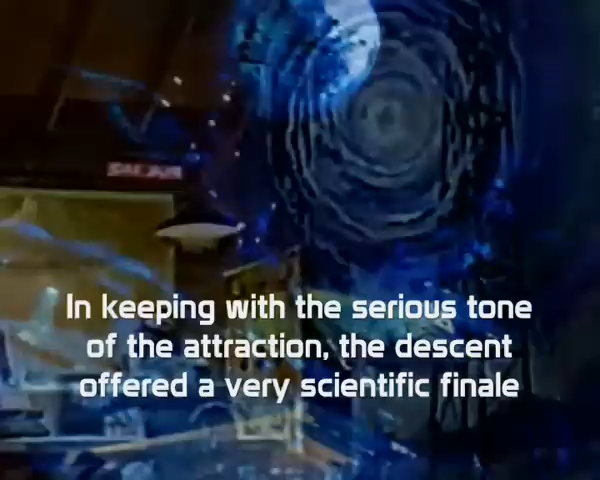 In keeping with the serious tone
of the attraction, the descent
offered a very scientific finale